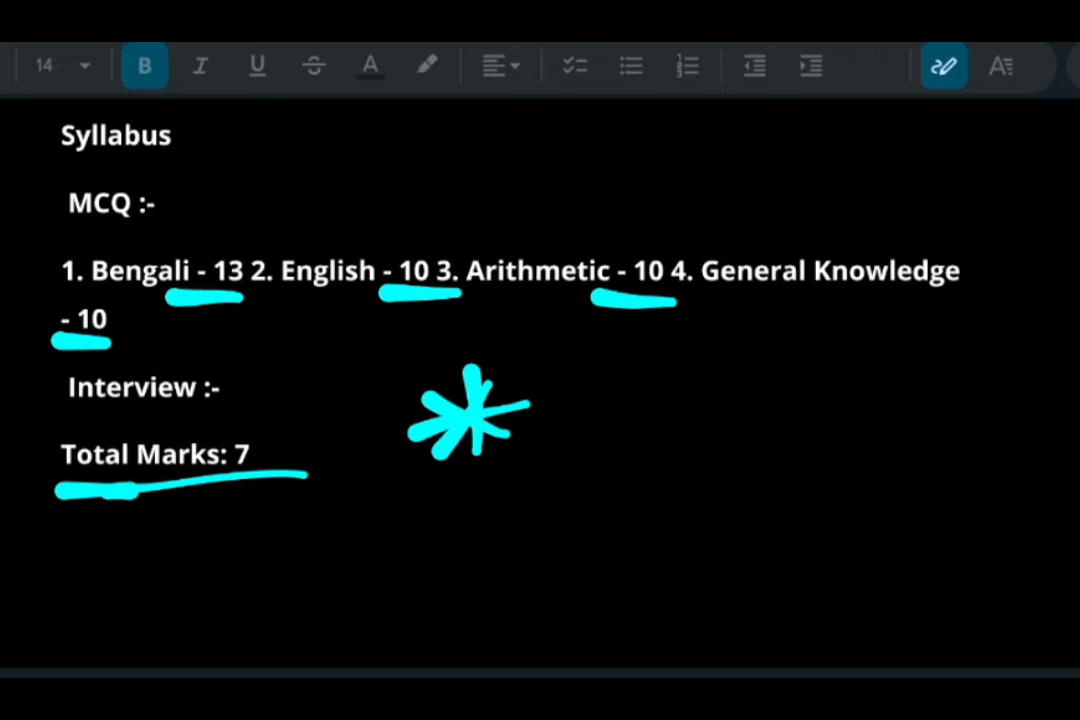 14
B I U S A
Syllabus
MCQ :-
1. Bengali - 13 2. English - 10 3. Arithmetic - 10 4. General Knowledge
- 10
Interview :-
Total Marks: 7